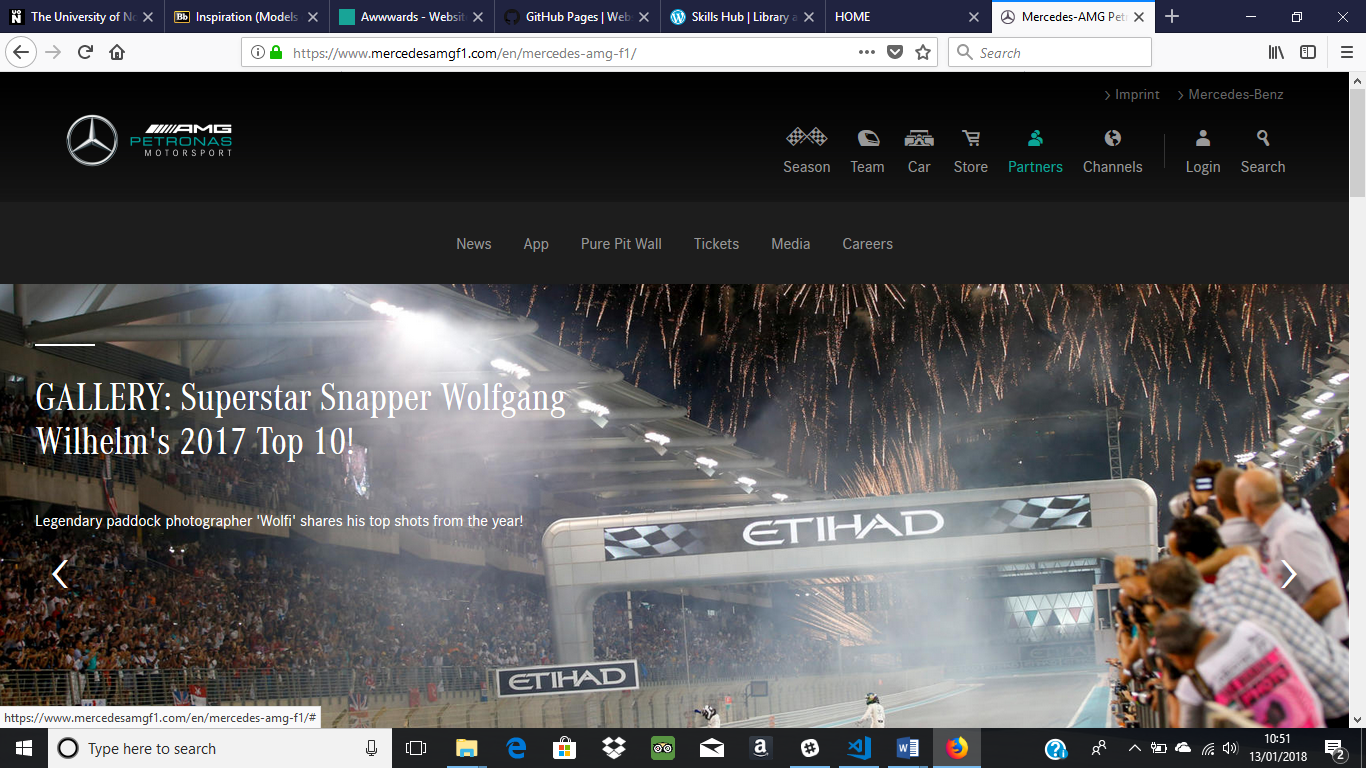 The University of No
Inspiration (Models
Awwwards - Websit
GitHub Pages | Web
Skills Hub | Library a
HOME
Mercedes-AMG Pet
https://www.mercedesamgf1.com/en/mercedes-amg-f1/
Search
Imprint
Mercedes-Benz
AMG
PETRONAS
MOTORSPORT
Season
Team
Car
Store
Partners
Channels
Login
Search
News
App
Pure Pit Wall
Tickets
Media
Careers
GALLERY: Superstar Snapper Wolfgang
Wilhelm's 2017 Top 10!
Legendary paddock photographer 'Wolfi' shares his top shots from the year!
ETIHAD
ETIHAD
https://www.mercedesamgf1.com/en/mercedes-amg-f1/#
Type here to search
10:51
13/01/2018
2